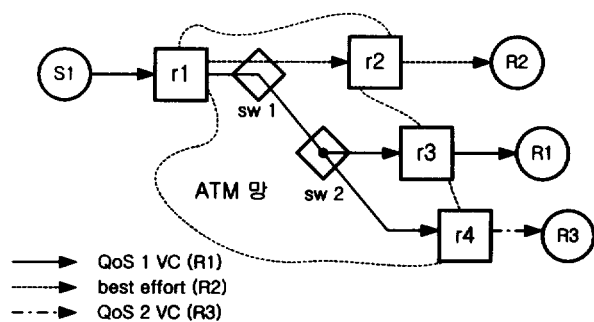 S1
r1
r2
R2
sw 1
r3
R1
sw 2
ATM 망
r4
R3
QoS 1 VC (R1)
best effort (R2)
QoS 2 VC (R3)